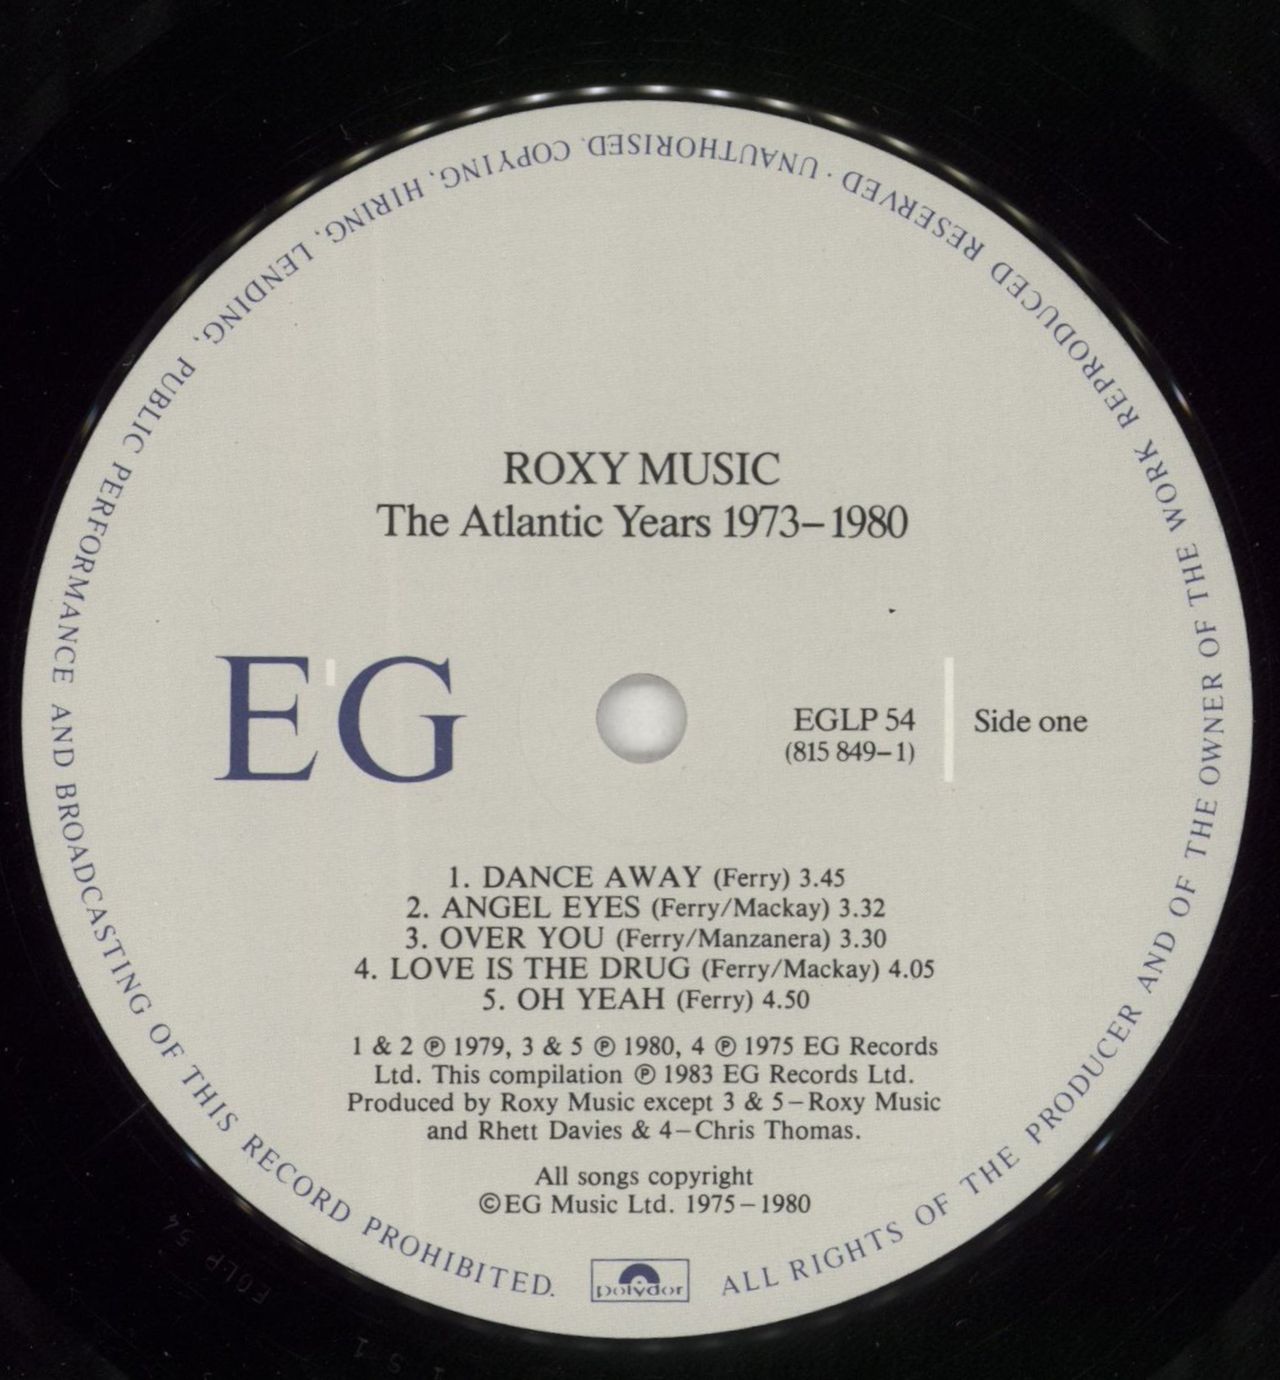 ROXY MUSIC
The Atlantic Years 1973–1980
E'G
EGLP 54
(815 849–1)
Side one
1. DANCE AWAY (Ferry) 3.45
2. ANGEL EYES (Ferry/Mackay) 3.32
3. OVER YOU (Ferry/Manzanera) 3.30
4. LOVE IS THE DRUG (Ferry/Mackay) 4.05
5. OH YEAH (Ferry) 4.50
1 & 2 ℗ 1979, 3 & 5 ℗ 1980, 4 ℗ 1975 EG Records
Ltd. This compilation ℗ 1983 EG Records Ltd.
Produced by Roxy Music except 3 & 5–Roxy Music
and Rhett Davies & 4–Chris Thomas.
All songs copyright
©EG Music Ltd. 1975–1980
polydor
ALL RIGHTS OF THE PRODUCER AND OF THE OWNER OF THE WORK REPRODUCED RESERVED · UNAUTHORISED. COPYING, HIRING, LENDING, PUBLIC PERFORMANCE AND BROADCASTING OF THIS RECORD PROHIBITED.
EGLP 54